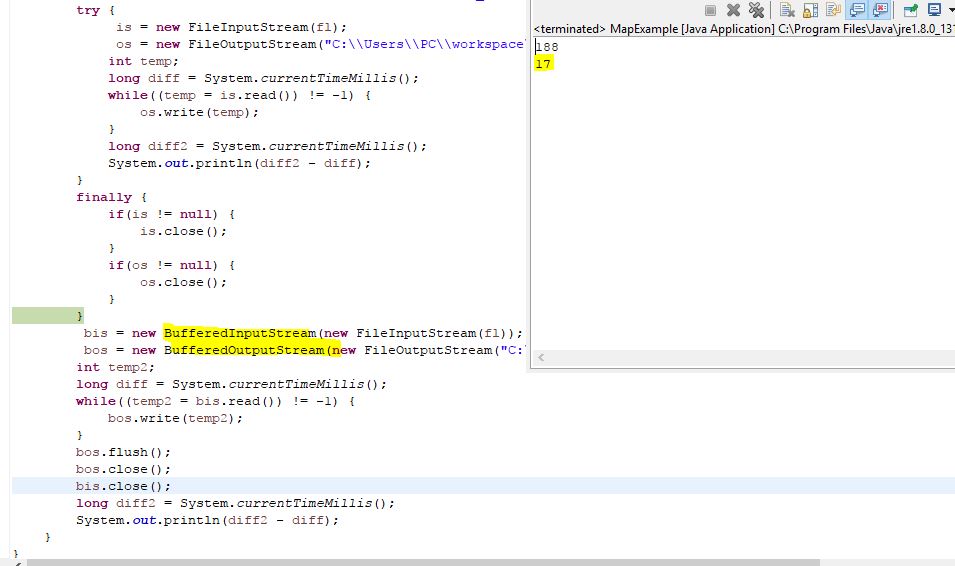 try {
is = new FileInputStream(fl);
os = new FileOutputStream("C:\\Users\\PC\\workspace\
int temp;
long diff = System.currentTimeMillis();
while((temp = is.read()) != -1) {
os.write(temp);
}
long diff2 = System.currentTimeMillis();
System.out.println(diff2 - diff);
}
finally {
if(is != null) {
is.close();
}
if(os != null) {
os.close();
}
}
bis = new BufferedInputStream(new FileInputStream(fl));
bos = new BufferedOutputStream(new FileOutputStream("C:\
int temp2;
long diff = System.currentTimeMillis();
while((temp2 = bis.read()) != -1) {
bos.write(temp2);
}
bos.flush();
bos.close();
bis.close();
long diff2 = System.currentTimeMillis();
System.out.println(diff2 - diff);
}
}
<terminated> MapExample [Java Application] C:\Program Files\Java\jre1.8.0_131
188
17